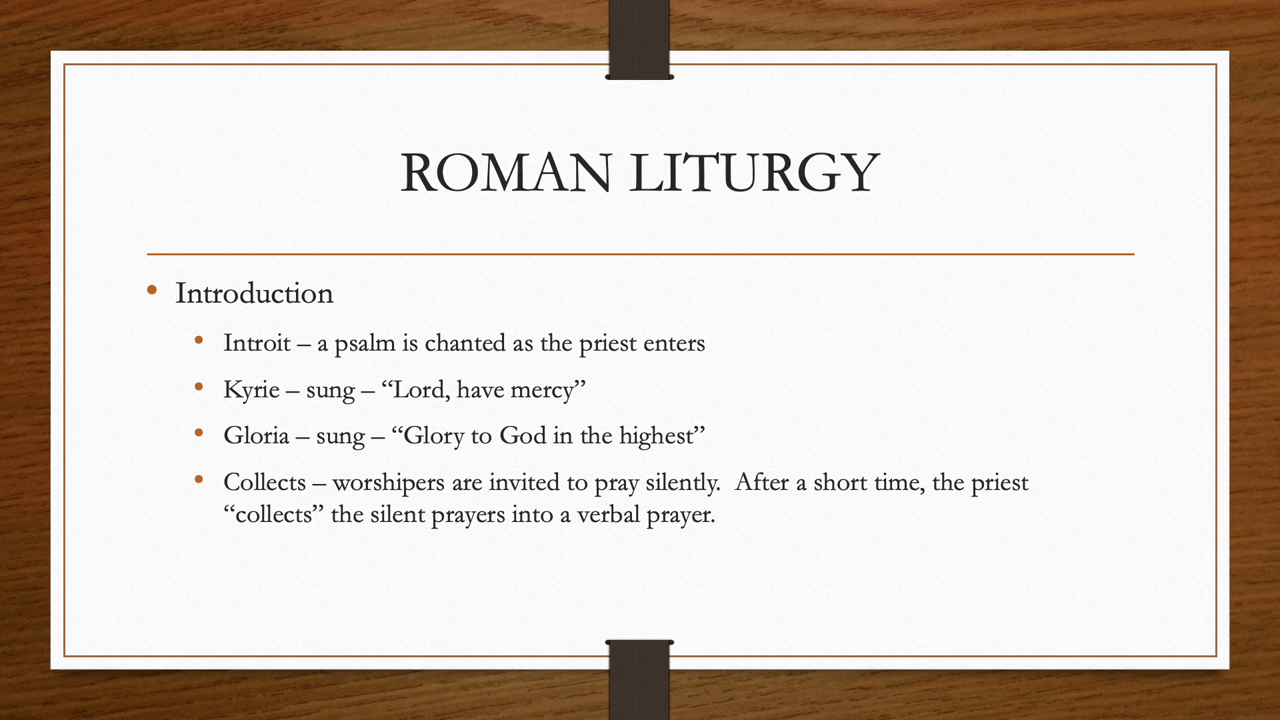 ROMAN LITURGY
• Introduction
• Introit – a psalm is chanted as the priest enters
• Kyrie – sung – “Lord, have mercy”
• Gloria – sung – “Glory to God in the highest”
• Collects – worshipers are invited to pray silently.  After a short time, the priest
“collects” the silent prayers into a verbal prayer.